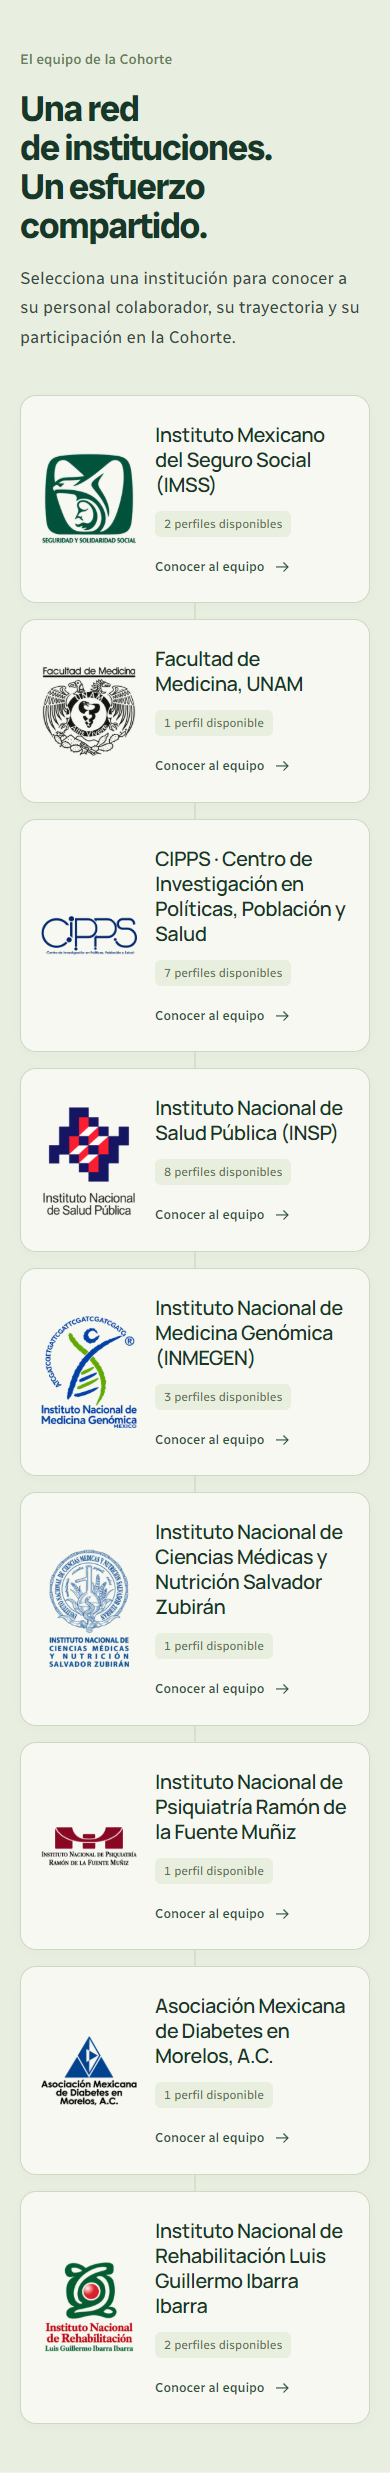 El equipo de la Cohorte
Una red
de instituciones.
Un esfuerzo
compartido.
Selecciona una institución para conocer a
su personal colaborador, su trayectoria y su
participación en la Cohorte.
SEGURIDAD Y SOLIDARIDAD SOCIAL
Instituto Mexicano
del Seguro Social
(IMSS)
2 perfiles disponibles
Conocer al equipo →
Facultad de Medicina
Facultad de
Medicina, UNAM
1 perfil disponible
Conocer al equipo →
CiPPS
Centro de Investigación en Políticas, Población y Salud
CIPPS · Centro de
Investigación en
Políticas, Población y
Salud
7 perfiles disponibles
Conocer al equipo →
Instituto Nacional
de Salud Pública
Instituto Nacional de
Salud Pública (INSP)
8 perfiles disponibles
Conocer al equipo →
®
Instituto Nacional de
Medicina Genómica
MÉXICO
Instituto Nacional de
Medicina Genómica
(INMEGEN)
3 perfiles disponibles
Conocer al equipo →
INSTITUTO NACIONAL DE
CIENCIAS MÉDICAS
Y NUTRICIÓN
SALVADOR ZUBIRÁN
Instituto Nacional de
Ciencias Médicas y
Nutrición Salvador
Zubirán
1 perfil disponible
Conocer al equipo →
INSTITUTO NACIONAL DE PSIQUIATRÍA
RAMÓN DE LA FUENTE MUÑIZ
Instituto Nacional de
Psiquiatría Ramón de
la Fuente Muñiz
1 perfil disponible
Conocer al equipo →
Asociación Mexicana
de Diabetes en
Morelos, A.C.
Asociación Mexicana
de Diabetes en
Morelos, A.C.
1 perfil disponible
Conocer al equipo →
Instituto Nacional
de Rehabilitación
Luis Guillermo Ibarra Ibarra
Instituto Nacional de
Rehabilitación Luis
Guillermo Ibarra
Ibarra
2 perfiles disponibles
Conocer al equipo →